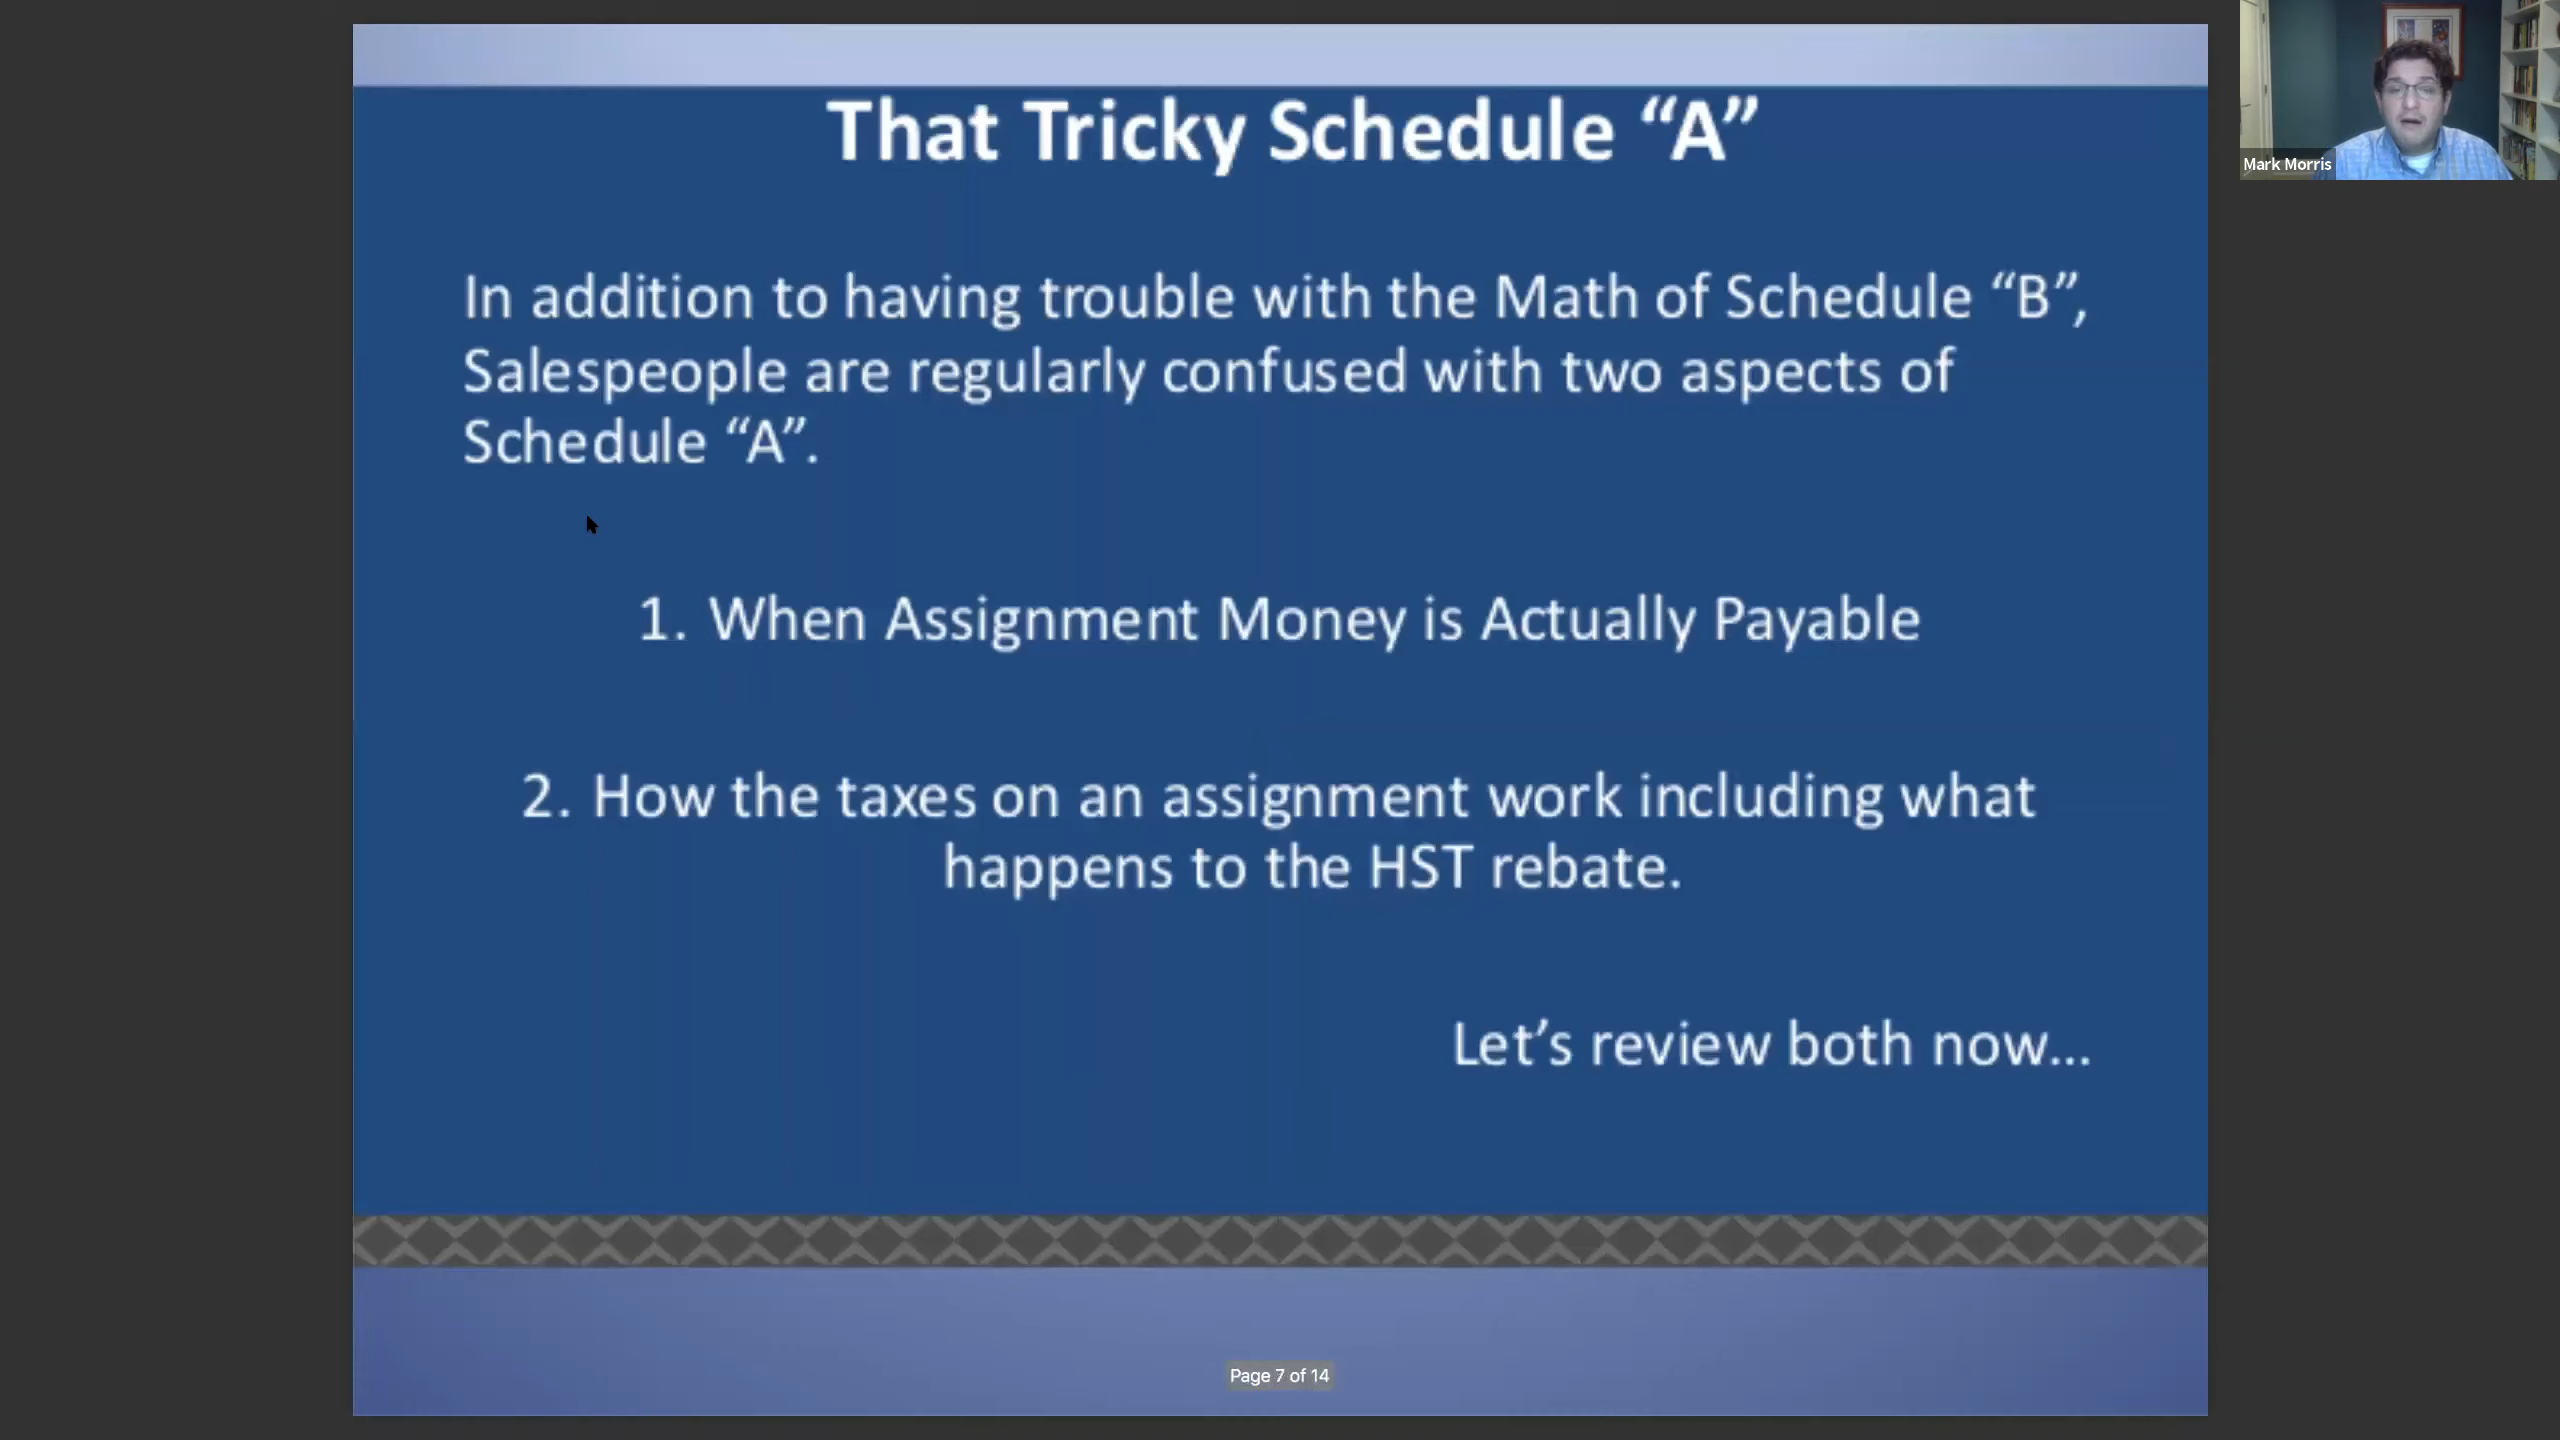 That Tricky Schedule “A”
In addition to having trouble with the Math of Schedule “B”,
Salespeople are regularly confused with two aspects of
Schedule “A”.
1. When Assignment Money is Actually Payable
2. How the taxes on an assignment work including what
happens to the HST rebate.
Let’s review both now...
Page 7 of 14
Mark Morris